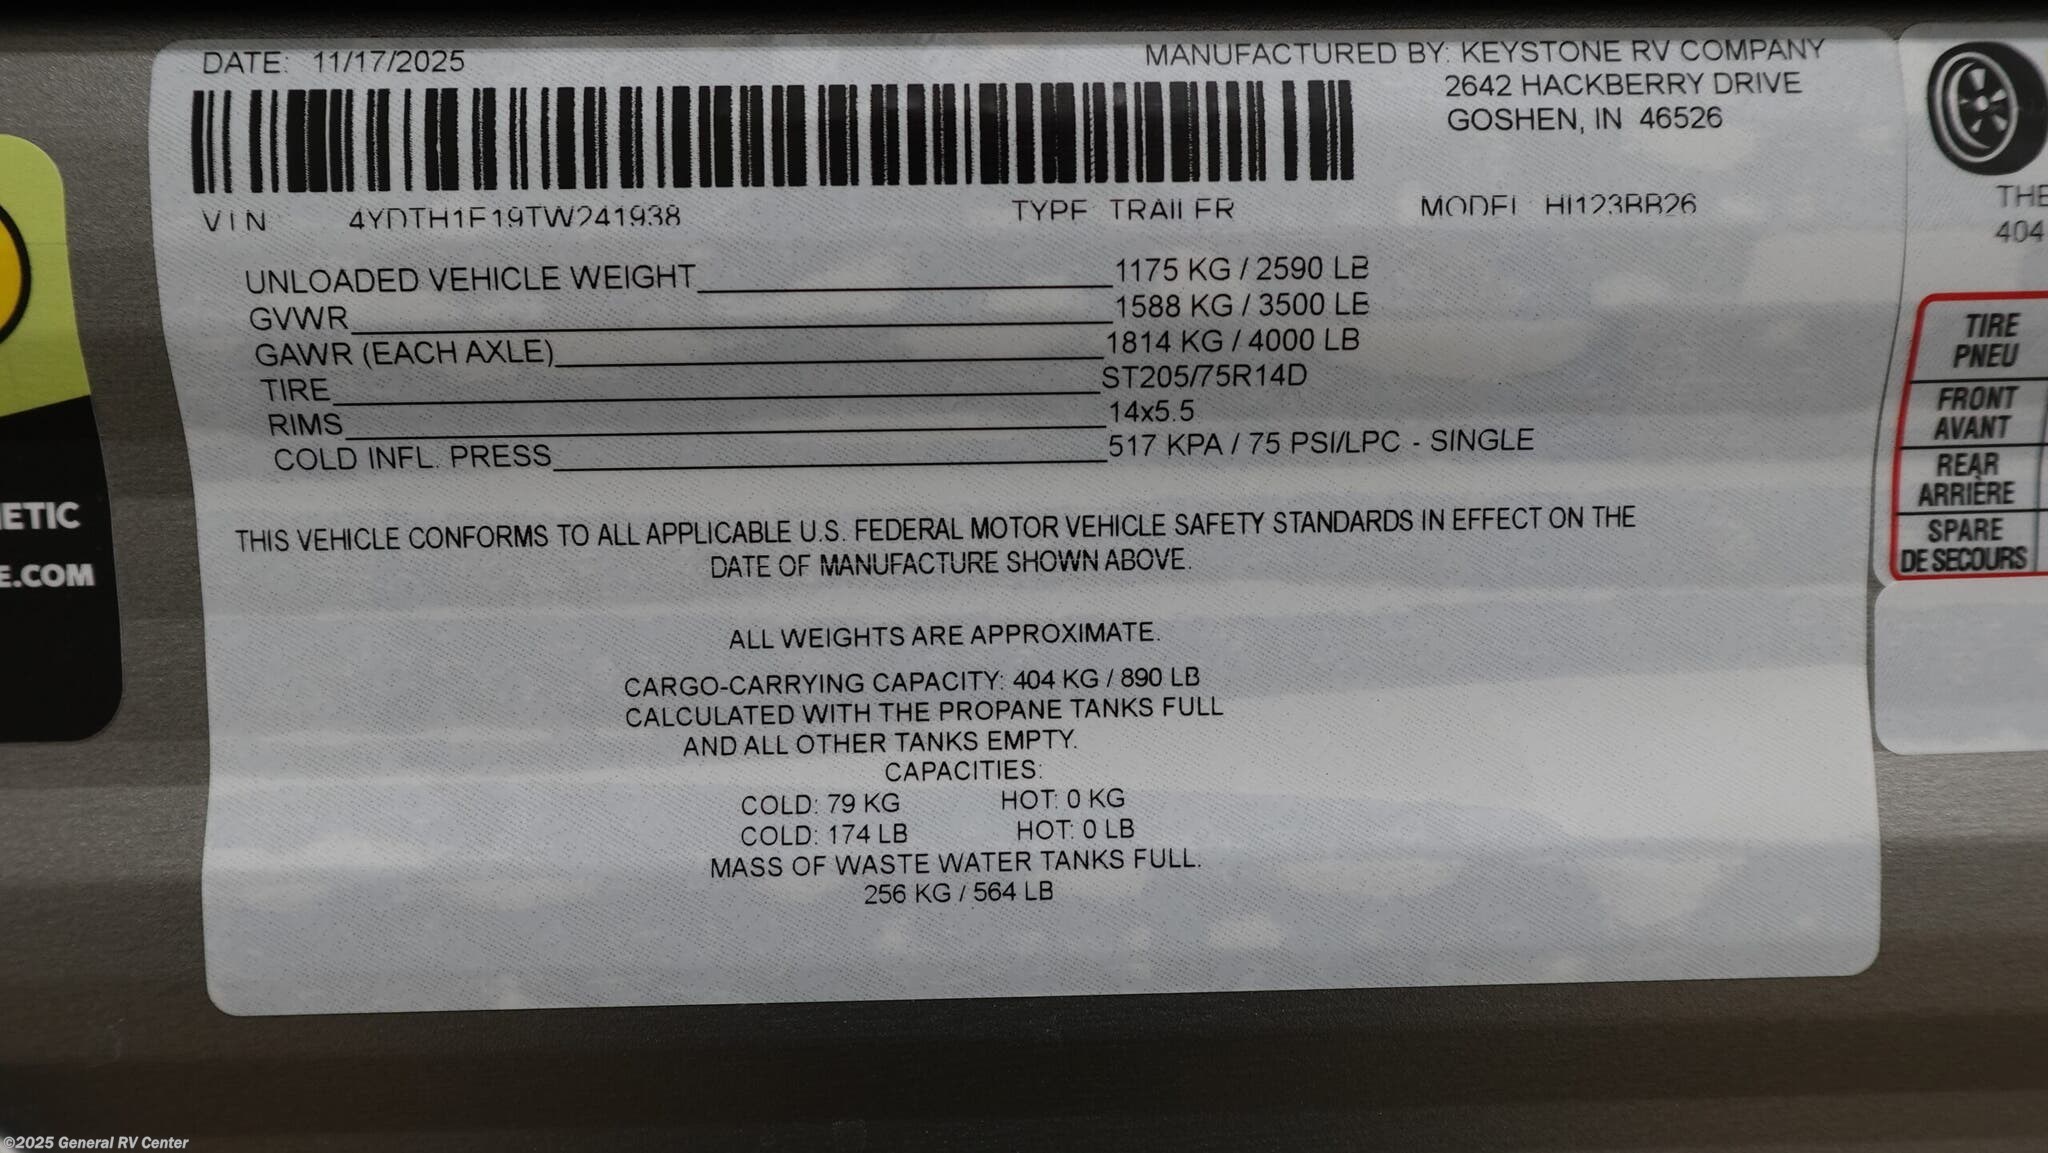 DATE: 11/17/2025
MANUFACTURED BY: KEYSTONE RV COMPANY
2642 HACKBERRY DRIVE
GOSHEN, IN 46526
VIN 4YDTH1F19TW241938
TYPE TRAILER
MODEL HI123BB26
UNLOADED VEHICLE WEIGHT 1175 KG / 2590 LB
GVWR 1588 KG / 3500 LB
GAWR (EACH AXLE) 1814 KG / 4000 LB
TIRE ST205/75R14D
RIMS 14x5.5
COLD INFL. PRESS 517 KPA / 75 PSI/LPC - SINGLE
THIS VEHICLE CONFORMS TO ALL APPLICABLE U.S. FEDERAL MOTOR VEHICLE SAFETY STANDARDS IN EFFECT ON THE
DATE OF MANUFACTURE SHOWN ABOVE.
ALL WEIGHTS ARE APPROXIMATE.
CARGO-CARRYING CAPACITY: 404 KG / 890 LB
CALCULATED WITH THE PROPANE TANKS FULL
AND ALL OTHER TANKS EMPTY.
CAPACITIES:
COLD: 79 KG HOT: 0 KG
COLD: 174 LB HOT: 0 LB
MASS OF WASTE WATER TANKS FULL.
256 KG / 564 LB
THE
404
TIRE
PNEU
FRONT
AVANT
REAR
ARRIÈRE
SPARE
DE SECOURS
ETIC
E.COM
©2025 General RV Center